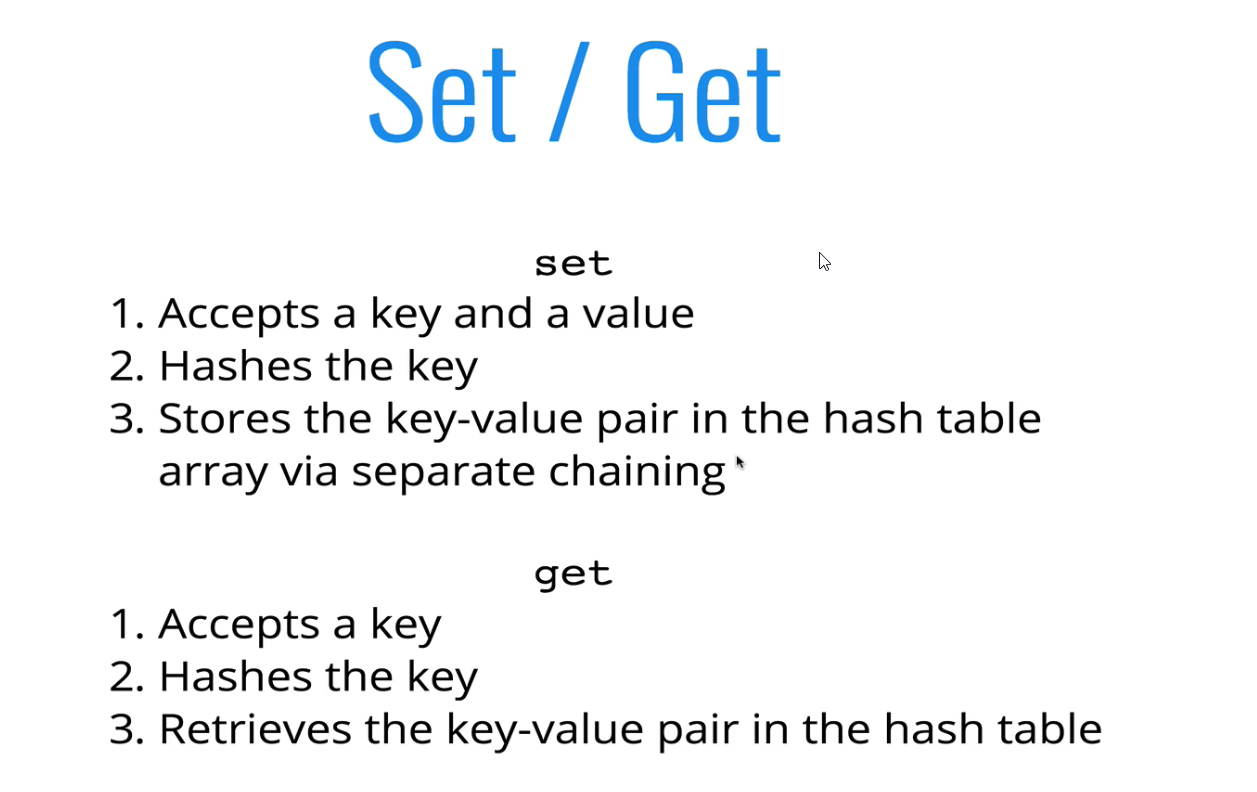 Set / Get
set
1. Accepts a key and a value
2. Hashes the key
3. Stores the key-value pair in the hash table
array via separate chaining
get
1. Accepts a key
2. Hashes the key
3. Retrieves the key-value pair in the hash table